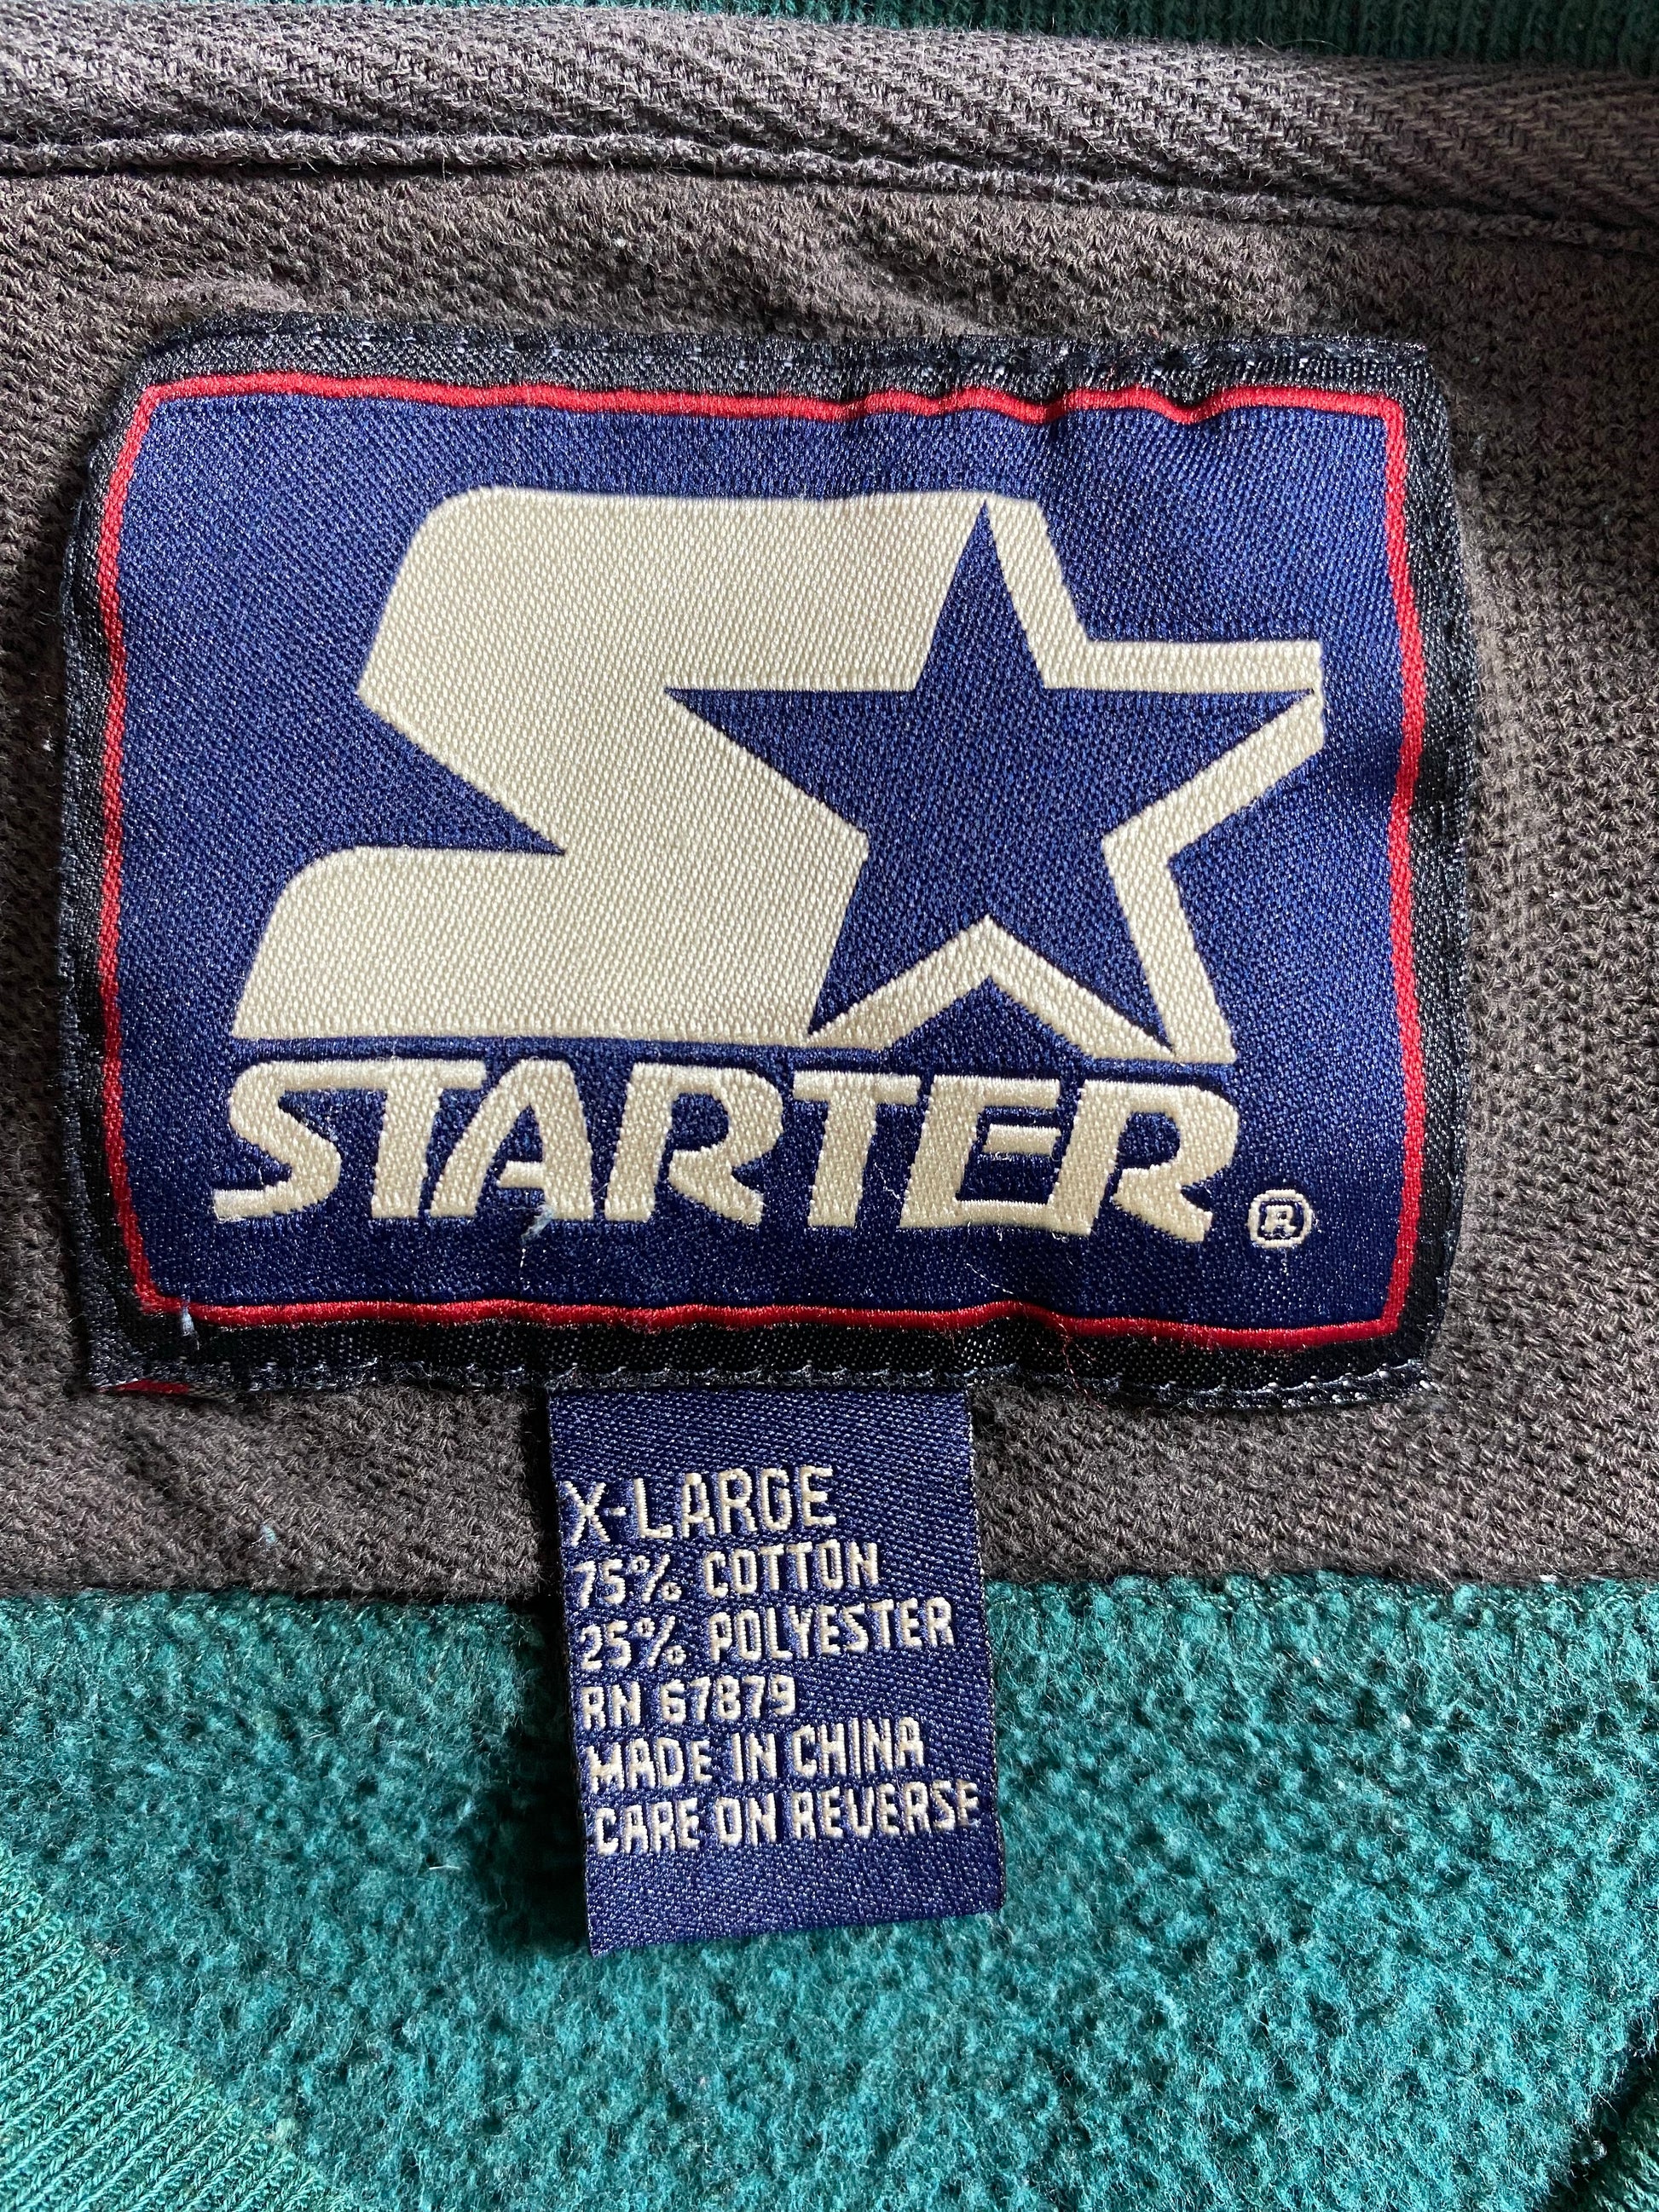 STARTER®
X-LARGE
75% COTTON
25% POLYESTER
RN 67879
MADE IN CHINA
CARE ON REVERSE